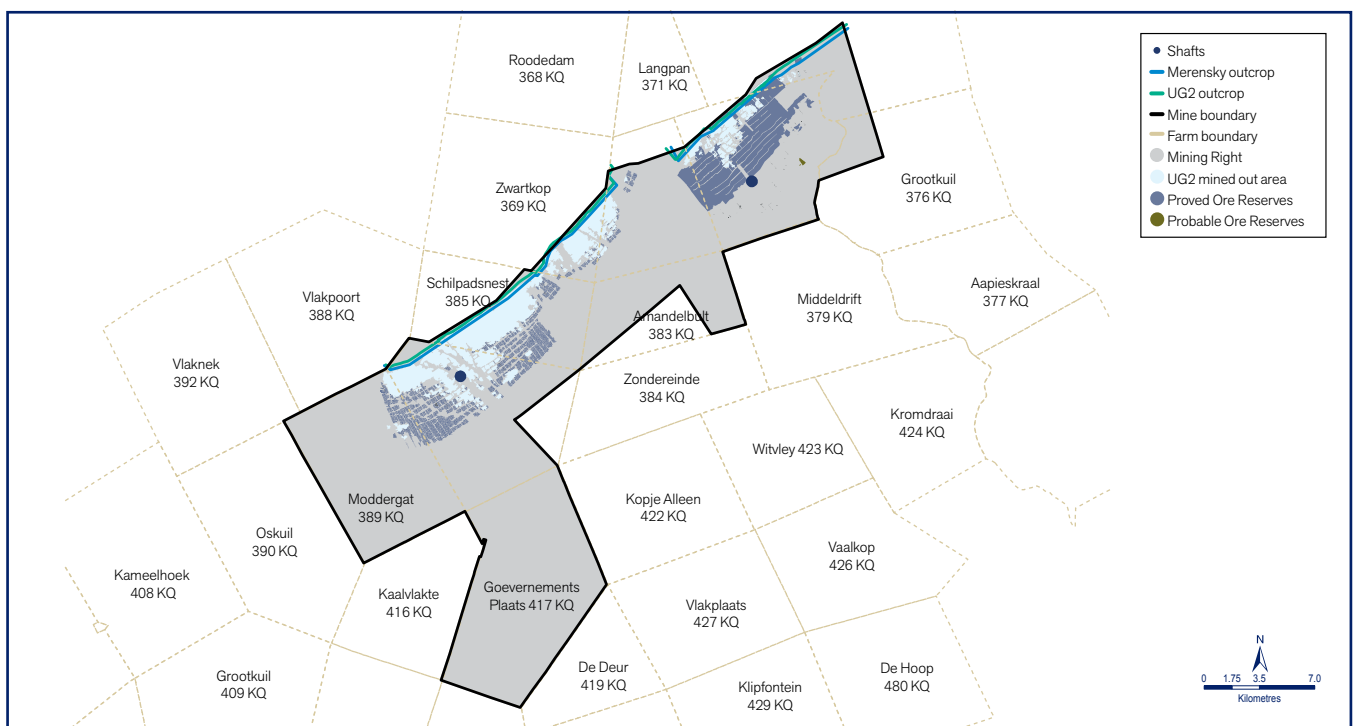 Roodedam
368 KQ
Langpan
371 KQ
Zwartkop
369 KQ
Grootkuil
376 KQ
Schilpadsnest
385 KQ
Vlakpoort
388 KQ
Aapieskraal
377 KQ
Middeldrift
379 KQ
Amandelbult
383 KQ
Vlaknek
392 KQ
Zondereinde
384 KQ
Kromdraai
424 KQ
Witvley 423 KQ
Moddergat
389 KQ
Kopje Alleen
422 KQ
Oskuil
390 KQ
Vaalkop
426 KQ
Kameelhoek
408 KQ
Kaalvlakte
416 KQ
Goevernements
Plaats 417 KQ
Vlakplaats
427 KQ
Grootkuil
409 KQ
De Deur
419 KQ
Klipfontein
429 KQ
De Hoop
480 KQ
Shafts
Merensky outcrop
UG2 outcrop
Mine boundary
Farm boundary
Mining Right
UG2 mined out area
Proved Ore Reserves
Probable Ore Reserves
N
0 1.75 3.5 7.0
Kilometres